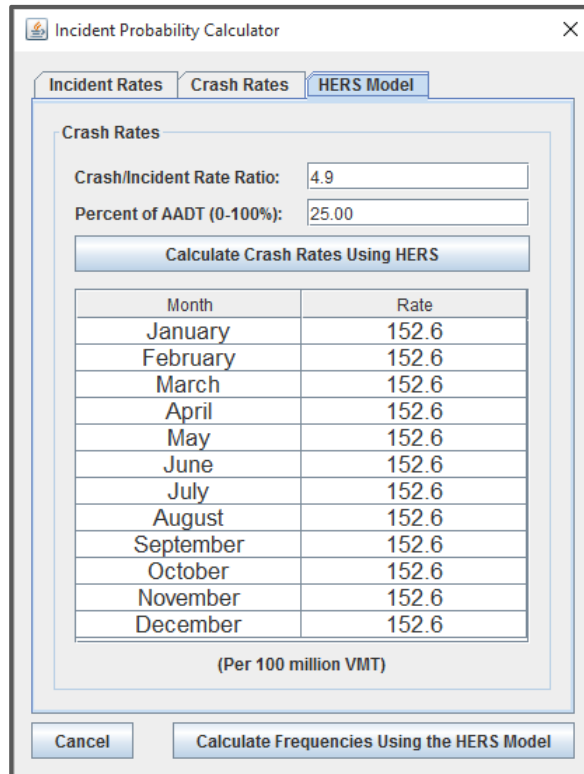 Incident Probability Calculator
Incident Rates Crash Rates HERS Model
Crash Rates
Crash/Incident Rate Ratio: 4.9
Percent of AADT (0-100%): 25.00
Calculate Crash Rates Using HERS
Month Rate
January 152.6
February 152.6
March 152.6
April 152.6
May 152.6
June 152.6
July 152.6
August 152.6
September 152.6
October 152.6
November 152.6
December 152.6
(Per 100 million VMT)
Cancel Calculate Frequencies Using the HERS Model